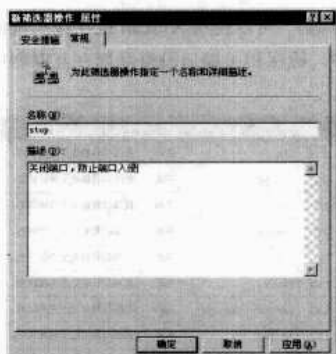 新筛选器操作 属性
安全措施 常规
为此筛选器操作指定一个名称和详细描述。
名称(M):
stop
描述(D):
关闭端口，防止端口入侵
确定 取消 应用(A)